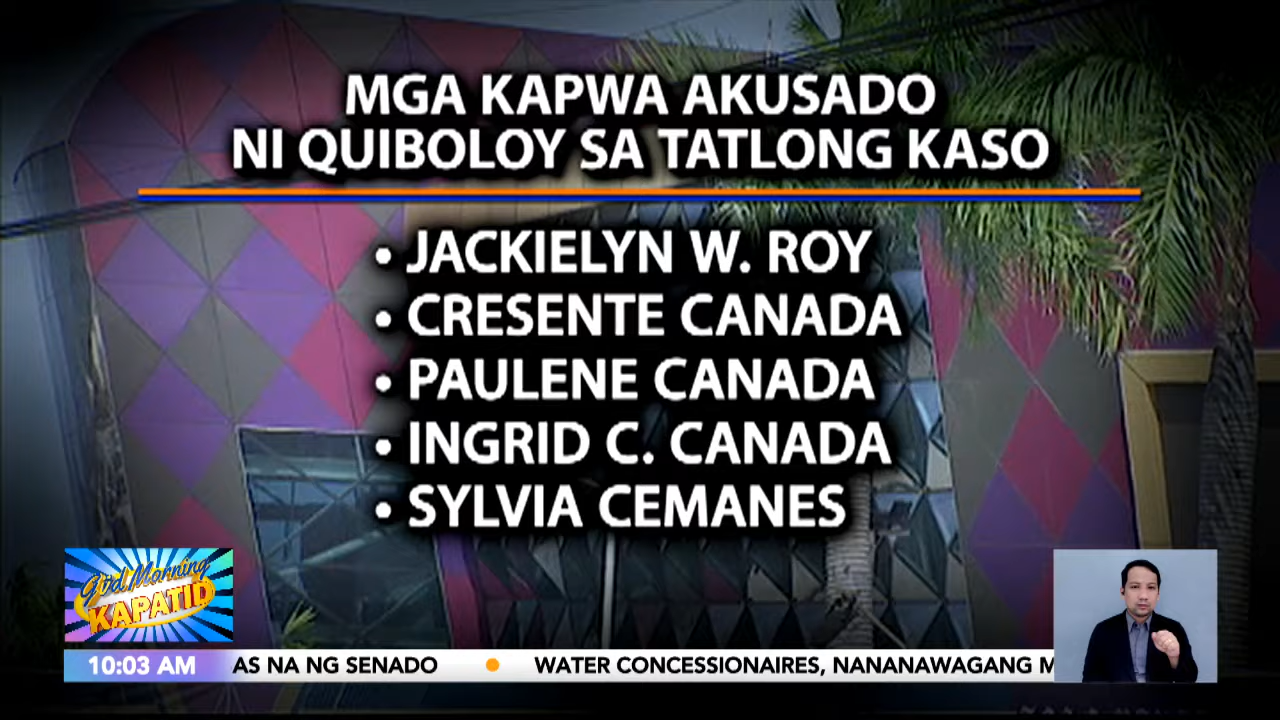 MGA KAPWA AKUSADO
NI QUIBOLOY SA TATLONG KASO
• JACKIELYN W. ROY
• CRESENTE CANADA
• PAULENE CANADA
• INGRID C. CANADA
• SYLVIA CEMANES
Gud Morning
KAPATID
10:03 AM AS NA NG SENADO • WATER CONCESSIONAIRES, NANANAWAGANG M